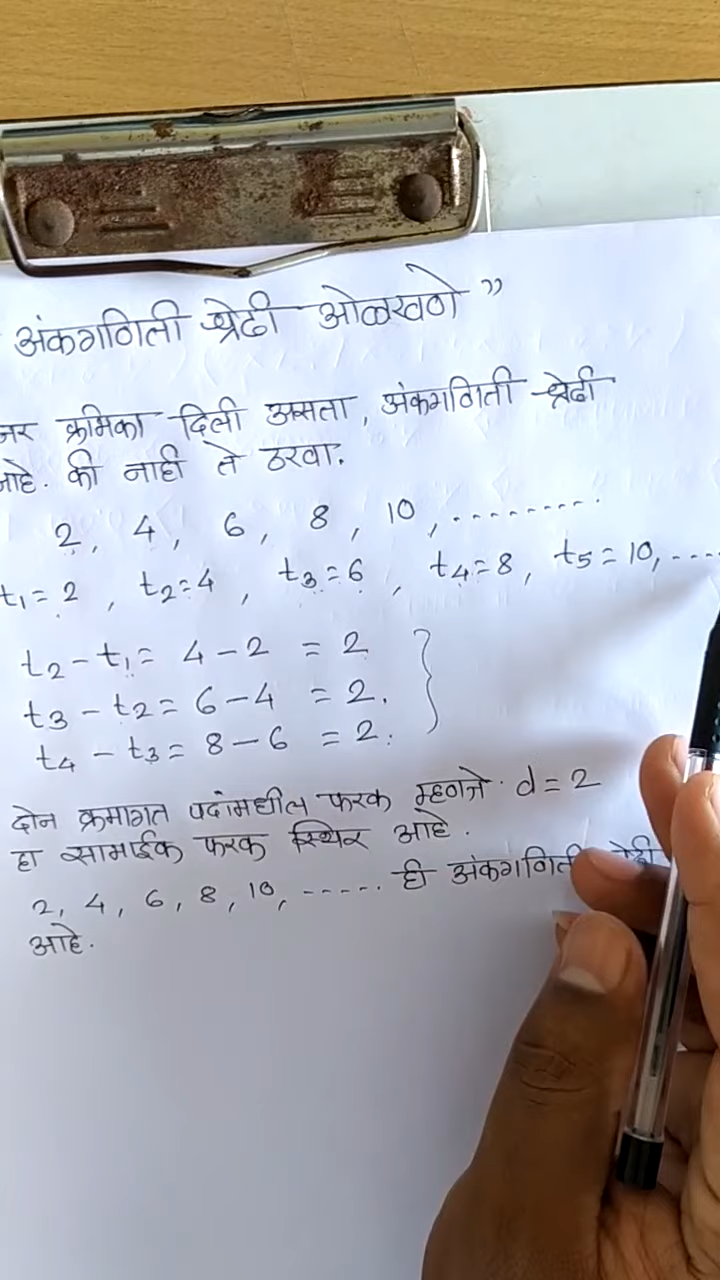 अंकगणिती श्रेढी ओळखणे ”
जर क्रमिका दिली असता, अंकगणिती श्रेढी
आहे. की नाही ते ठरवा.
2, 4, 6, 8, 10, .........
t1 = 2 , t2 = 4 , t3 = 6 , t4 = 8, t5 = 10, ----
t2 - t1 = 4 - 2 = 2
t3 - t2 = 6 - 4 = 2.
t4 - t3 = 8 - 6 = 2.
दोन क्रमागत पदांमधील फरक म्हणजे d = 2
हा सामाईक फरक स्थिर आहे.
2, 4, 6, 8, 10, ----- ही अंकगणिती श्रेढी
आहे.